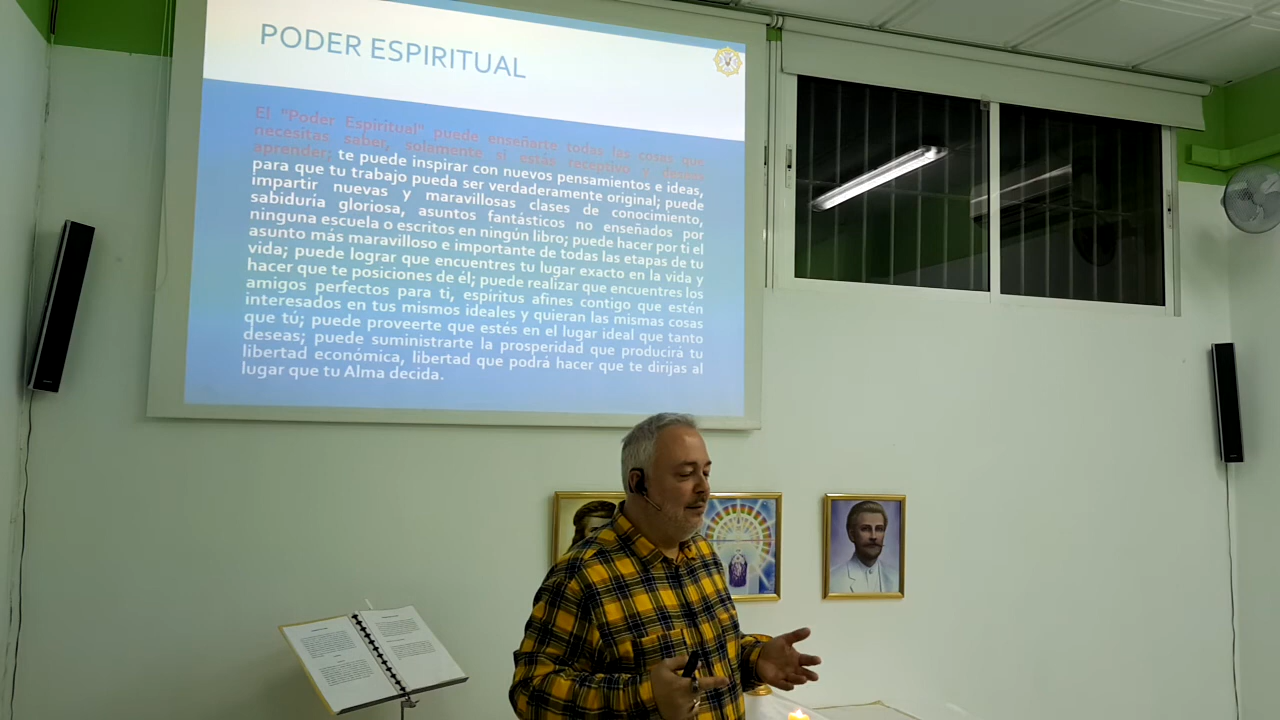 PODER ESPIRITUAL
El "Poder Espiritual" puede enseñarte todas las cosas que
necesitas saber, solamente si estás receptivo y deseas
aprender; te puede inspirar con nuevos pensamientos e ideas,
para que tu trabajo pueda ser verdaderamente original; puede
impartir nuevas y maravillosas clases de conocimiento,
sabiduría gloriosa, asuntos fantásticos no enseñados por
ninguna escuela o escritos en ningún libro; puede hacer por ti el
asunto más maravilloso e importante de todas las etapas de tu
vida; puede lograr que encuentres tu lugar exacto en la vida y
hacer que te posiciones de él; puede realizar que encuentres los
amigos perfectos para ti, espíritus afines contigo que estén
interesados en tus mismos ideales y quieran las mismas cosas
que tú; puede proveerte que estés en el lugar ideal que tanto
deseas; puede suministrarte la prosperidad que producirá tu
libertad económica, libertad que podrá hacer que te dirijas al
lugar que tu Alma decida.